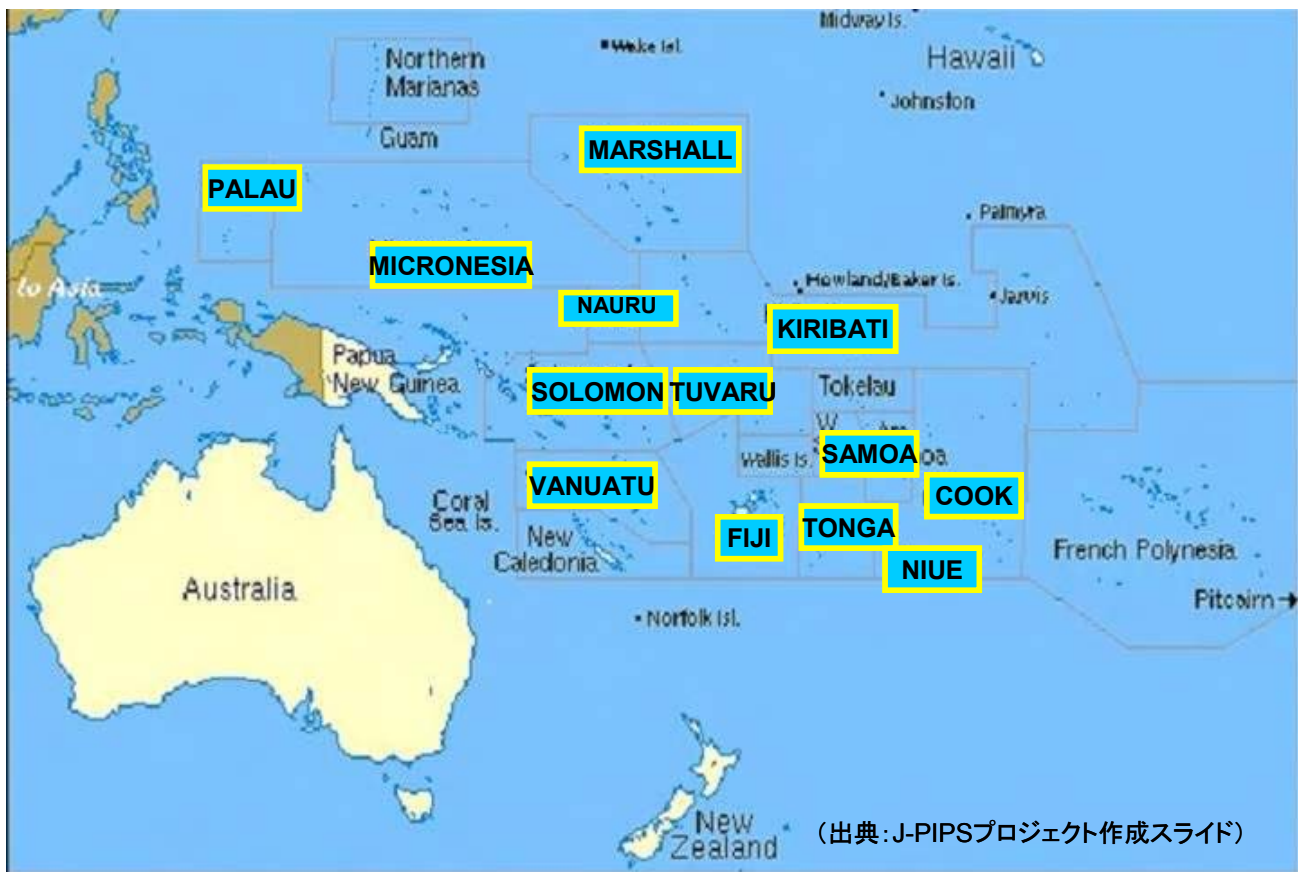 Midway Is.
Wake Isl.
Hawaii
Northern
Marianas
Johnston
Guam
MARSHALL
PALAU
Palmyra
MICRONESIA
to Asia
Howland/Baker Is.
Jarvis
NAURU
KIRIBATI
Papua
New Guinea
SOLOMON
TUVARU
Tokelau
W.
Am.
SAMOA
oa
Wallis Is.
VANUATU
COOK
Coral
Sea Is.
FIJI
TONGA
New
Caledonia
French Polynesia
NIUE
Australia
Pitcairn
Norfolk Isl.
New
Zealand
（出典：J-PIPSプロジェクト作成スライド）